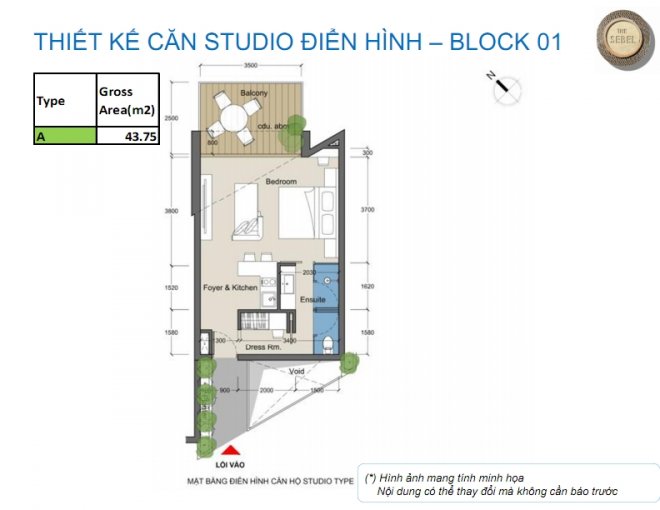 THIẾT KẾ CĂN STUDIO ĐIỂN HÌNH – BLOCK 01
THE
SEBEL
Type
Gross
Area(m2)
A
43.75
3500
N
Balcony
2500
cdu. above
800
300
Bedroom
3800
3700
2030
1520
Foyer & Kitchen
Ensuite
1620
1580
1300
3400
1580
Dress Rm.
Void
900
2000
1500
LỐI VÀO
MẶT BẰNG ĐIỂN HÌNH CĂN HỘ STUDIO TYPE
(*) Hình ảnh mang tính minh họa
Nội dung có thể thay đổi mà không cần báo trước